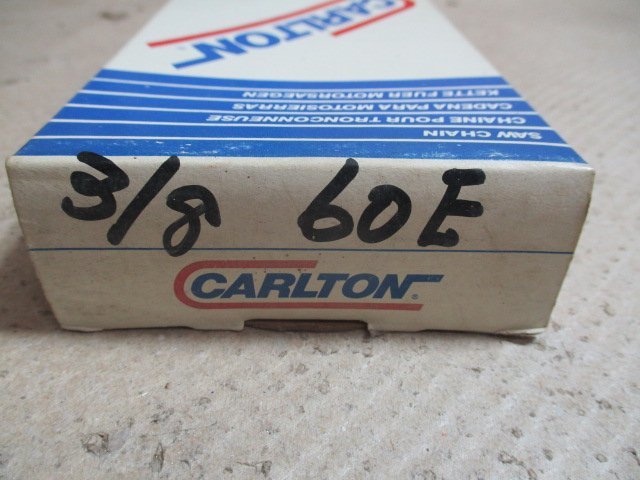 CARLTON
KETTE FUER MOTORSAEGEN
CADENA PARA MOTOSIERRAS
CHAINE POUR TRONCONNEUSE
SAW CHAIN
3/8 60E
CARLTON®